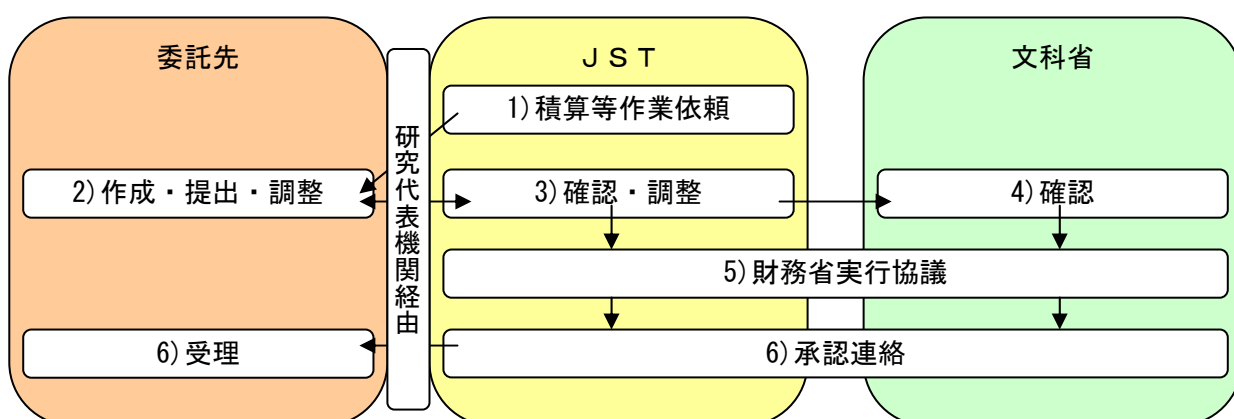 委託先
ＪＳＴ
文科省
1)積算等作業依頼
研究代表機関経由
2)作成・提出・調整
3)確認・調整
4)確認
5)財務省実行協議
6)受理
6)承認連絡